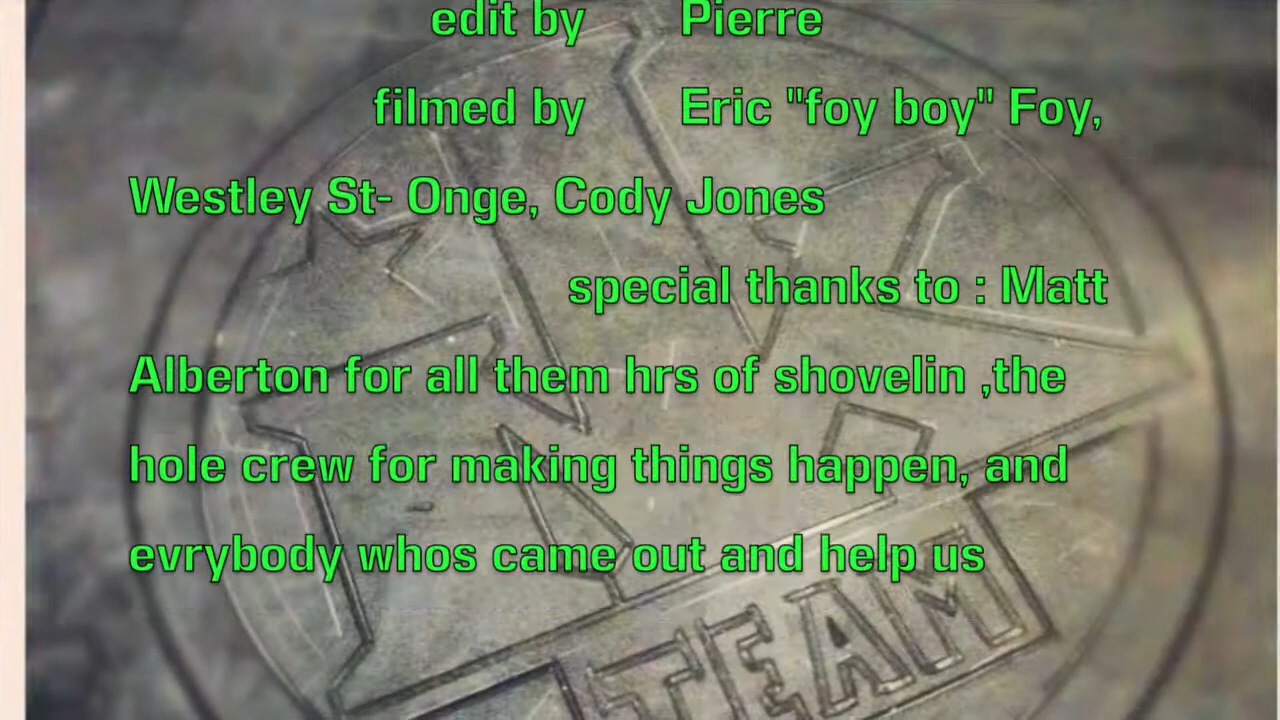 edit by Pierre
filmed by Eric "foy boy" Foy,
Westley St- Onge, Cody Jones
special thanks to : Matt
Alberton for all them hrs of shovelin ,the
hole crew for making things happen, and
evrybody whos came out and help us
TEAM